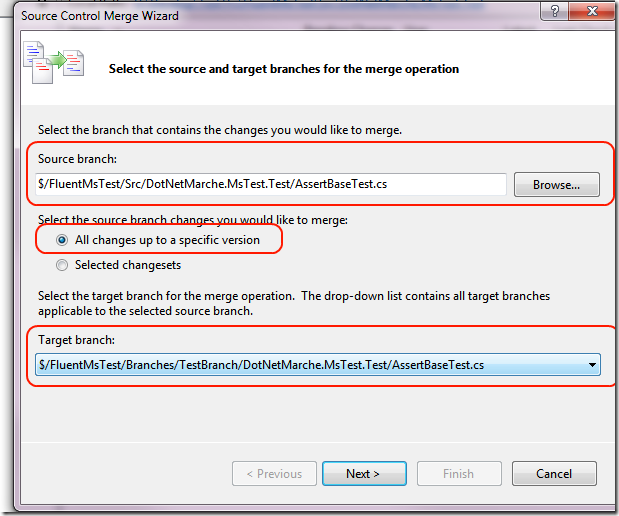 Source Control Merge Wizard
?
Select the source and target branches for the merge operation
Select the branch that contains the changes you would like to merge.
Source branch:
$/FluentMsTest/Src/DotNetMarche.MsTest.Test/AssertBaseTest.cs
Browse...
Select the source branch changes you would like to merge:
All changes up to a specific version
Selected changesets
Select the target branch for the merge operation. The drop-down list contains all target branches
applicable to the selected source branch.
Target branch:
$/FluentMsTest/Branches/TestBranch/DotNetMarche.MsTest.Test/AssertBaseTest.cs
< Previous
Next >
Finish
Cancel